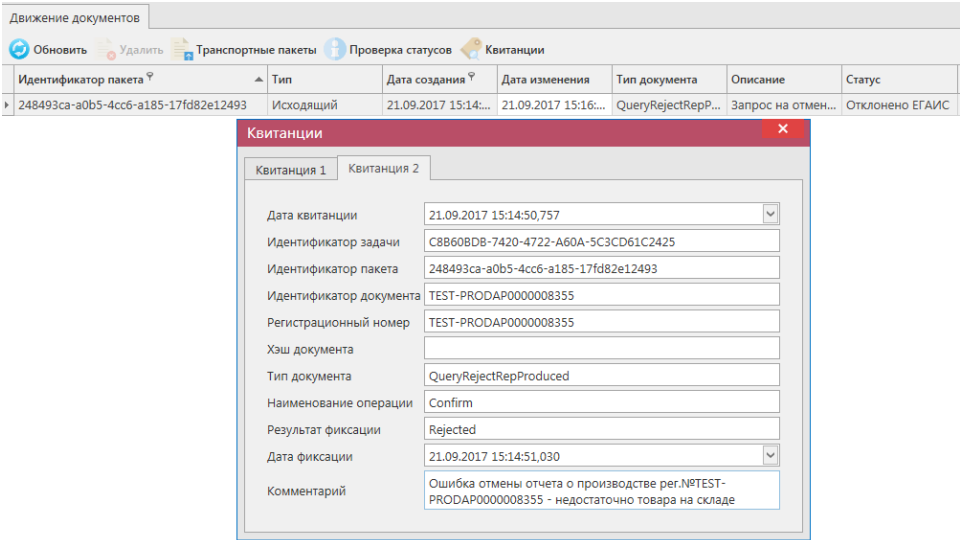 Движение документов
Обновить Удалить Транспортные пакеты Проверка статусов Квитанции
Идентификатор пакета Тип Дата создания Дата изменения Тип документа Описание Статус
248493ca-a0b5-4cc6-a185-17fd82e12493 Исходящий 21.09.2017 15:14:... 21.09.2017 15:16:... QueryRejectRepP... Запрос на отмен... Отклонено ЕГАИС
Квитанции
Квитанция 1 Квитанция 2
Дата квитанции 21.09.2017 15:14:50,757
Идентификатор задачи C8B60BDB-7420-4722-A60A-5C3CD61C2425
Идентификатор пакета 248493ca-a0b5-4cc6-a185-17fd82e12493
Идентификатор документа TEST-PRODAP0000008355
Регистрационный номер TEST-PRODAP0000008355
Хэш документа
Тип документа QueryRejectRepProduced
Наименование операции Confirm
Результат фиксации Rejected
Дата фиксации 21.09.2017 15:14:51,030
Комментарий Ошибка отмены отчета о производстве рег.№TEST-
PRODAP0000008355 - недостаточно товара на складе